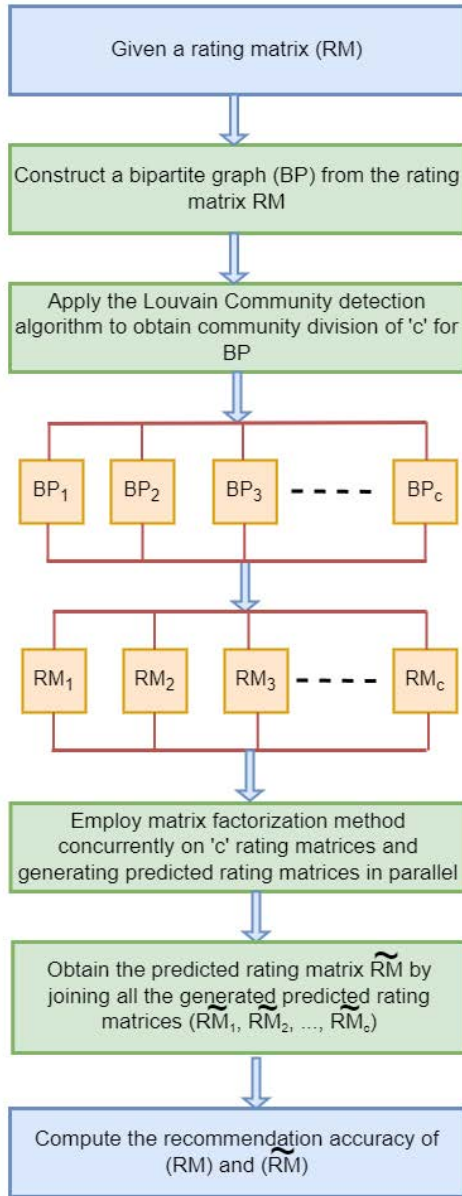 Given a rating matrix (RM)
Construct a bipartite graph (BP) from the rating
matrix RM
Apply the Louvain Community detection
algorithm to obtain community division of 'c' for
BP
BP₁ BP₂ BP₃ - - - - BP꜀
RM₁ RM₂ RM₃ - - - - RM꜀
Employ matrix factorization method
concurrently on 'c' rating matrices and
generating predicted rating matrices in parallel
Obtain the predicted rating matrix R͠M by
joining all the generated predicted rating
matrices (R͠M₁, R͠M₂, ..., R͠M꜀)
Compute the recommendation accuracy of
(RM) and (R͠M)